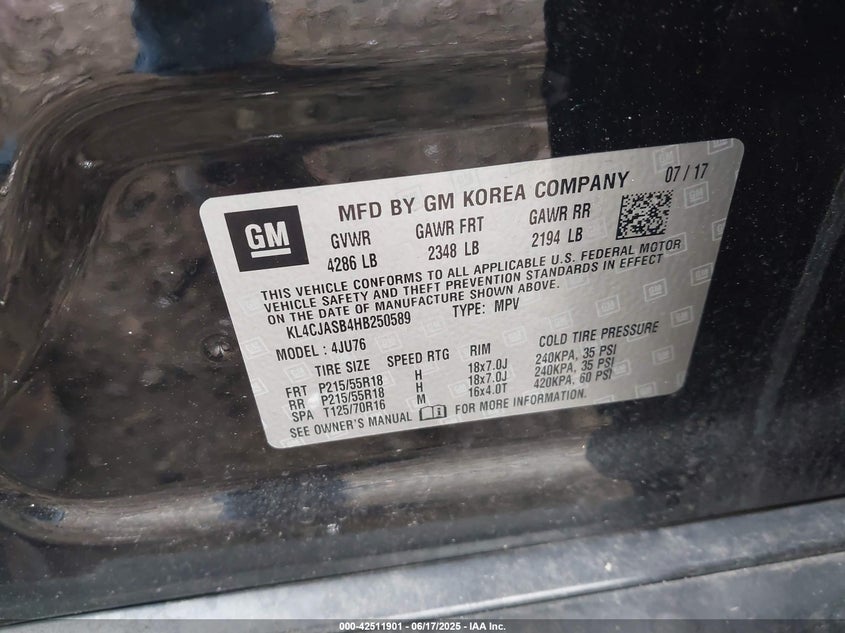 GM
MFD BY GM KOREA COMPANY 07 / 17
GVWR GAWR FRT GAWR RR
4286 LB 2348 LB 2194 LB
THIS VEHICLE CONFORMS TO ALL APPLICABLE U.S. FEDERAL MOTOR
VEHICLE SAFETY AND THEFT PREVENTION STANDARDS IN EFFECT
ON THE DATE OF MANUFACTURE SHOWN ABOVE.
KL4CJASB4HB250589 TYPE: MPV
MODEL : 4JU76
TIRE SIZE SPEED RTG RIM COLD TIRE PRESSURE
FRT P215/55R18 H 18x7.0J 240KPA, 35 PSI
RR P215/55R18 H 18x7.0J 240KPA, 35 PSI
SPA T125/70R16 M 16x4.0T 420KPA, 60 PSI
SEE OWNER'S MANUAL FOR MORE INFORMATION.
000-42511901 - 06/17/2025 - IAA Inc.